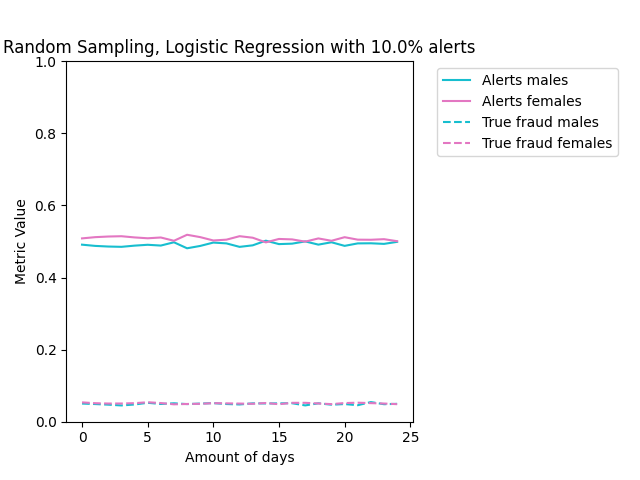 Random Sampling, Logistic Regression with 10.0% alerts
1.0
0.8
0.6
0.4
0.2
0.0
Metric Value
0 5 10 15 20 25
Amount of days
Alerts males
Alerts females
True fraud males
True fraud females